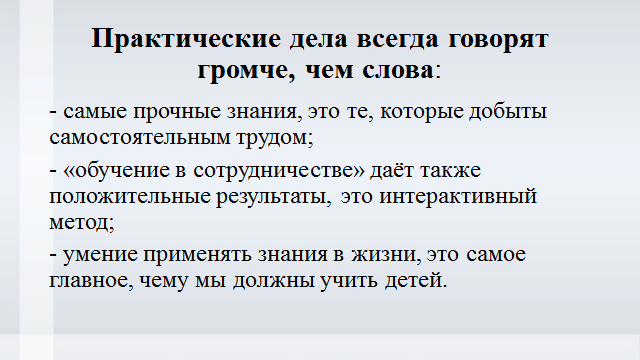 Практические дела всегда говорят
громче, чем слова:
- самые прочные знания, это те, которые добыты
самостоятельным трудом;
- «обучение в сотрудничестве» даёт также
положительные результаты, это интерактивный
метод;
- умение применять знания в жизни, это самое
главное, чему мы должны учить детей.